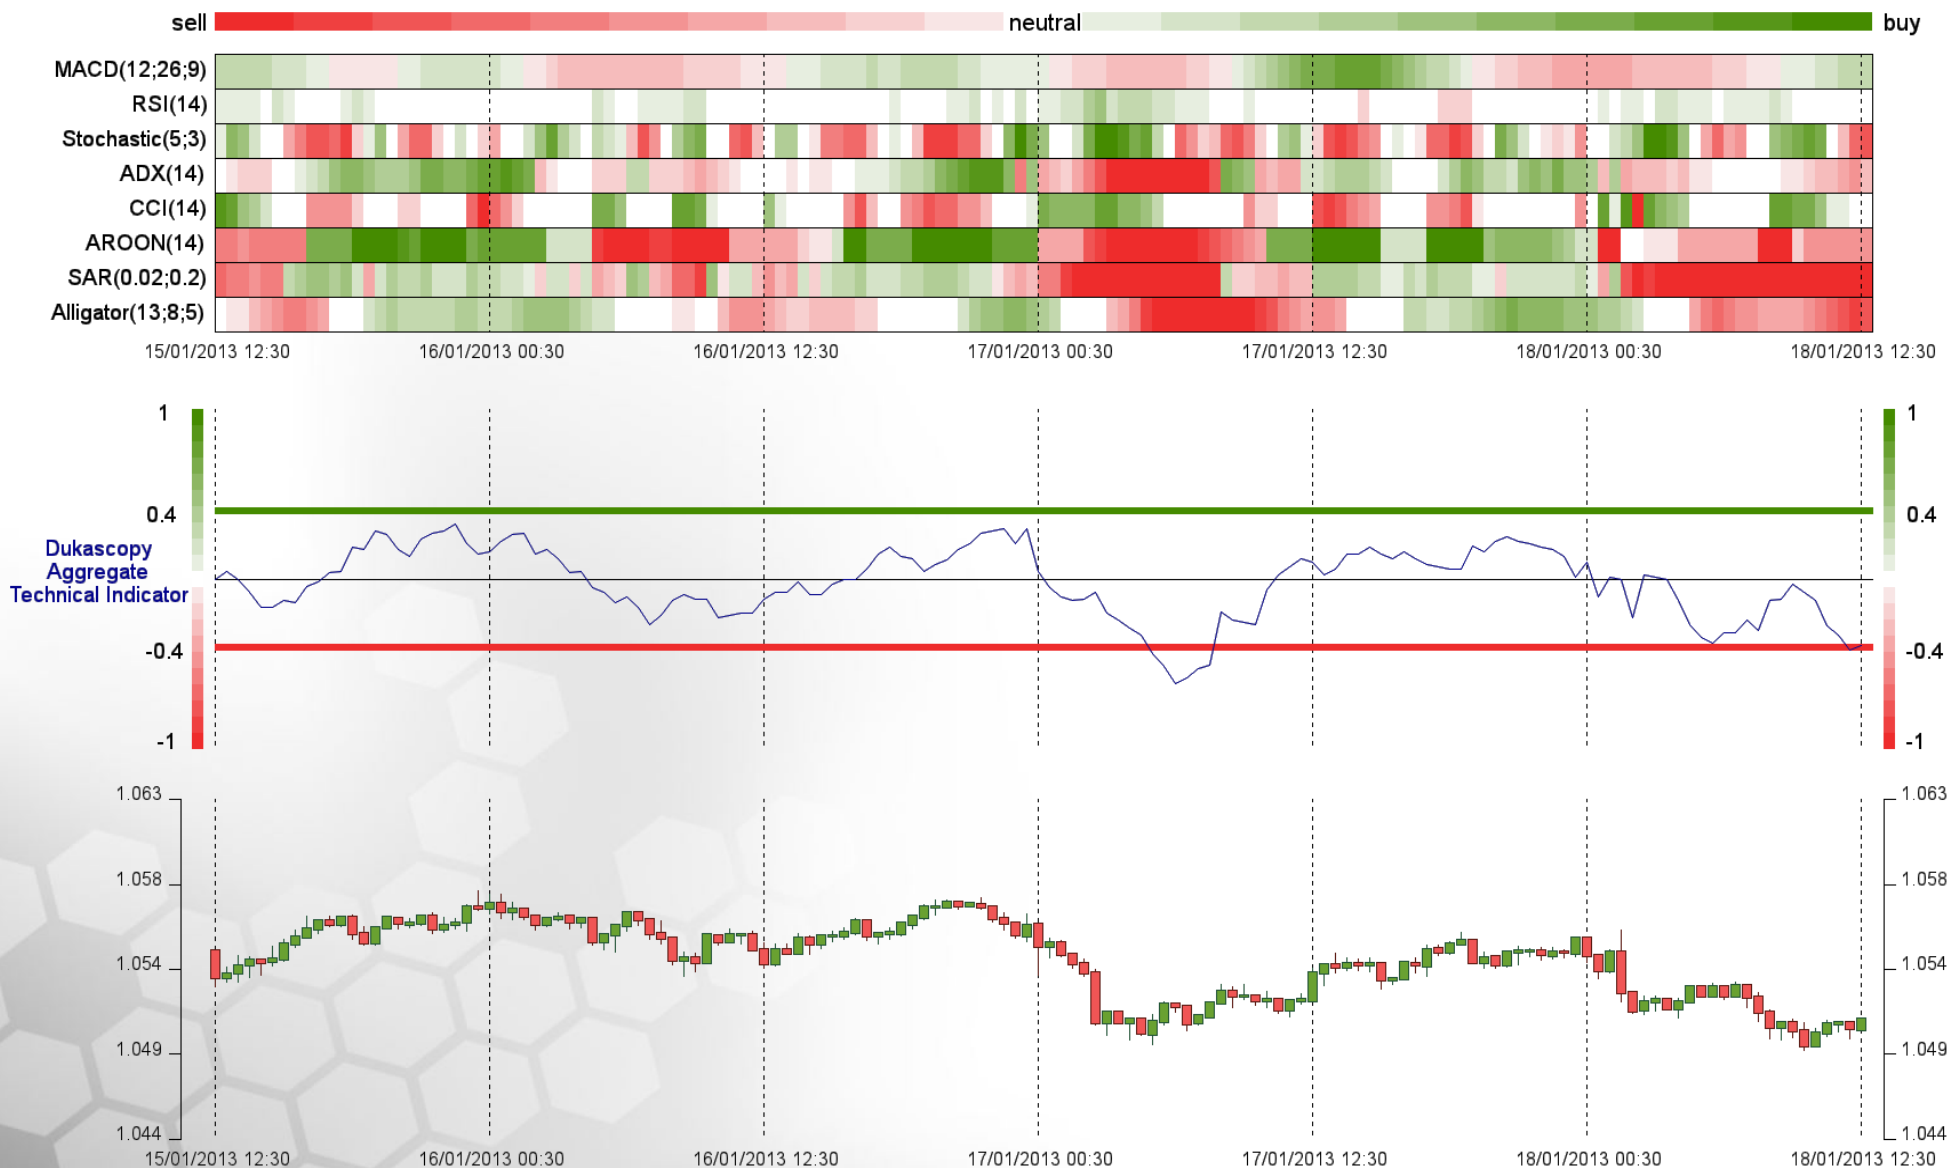 sell neutral buy
MACD(12;26;9)
RSI(14)
Stochastic(5;3)
ADX(14)
CCI(14)
AROON(14)
SAR(0.02;0.2)
Alligator(13;8;5)
15/01/2013 12:30 16/01/2013 00:30 16/01/2013 12:30 17/01/2013 00:30 17/01/2013 12:30 18/01/2013 00:30 18/01/2013 12:30
1 1
0.4 0.4
Dukascopy
Aggregate
Technical Indicator
-0.4 -0.4
-1 -1
1.063 1.063
1.058 1.058
1.054 1.054
1.049 1.049
1.044 1.044
15/01/2013 12:30 16/01/2013 00:30 16/01/2013 12:30 17/01/2013 00:30 17/01/2013 12:30 18/01/2013 00:30 18/01/2013 12:30